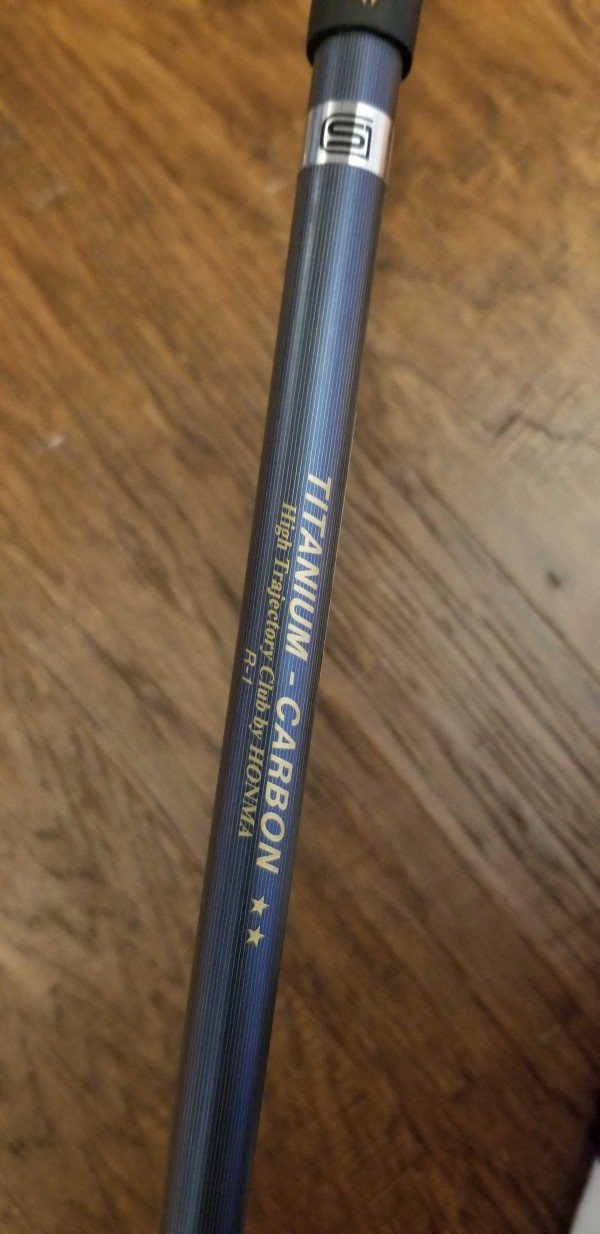 TITANIUM - CARBON ★★
High Trajectory Club by HONMA
R-1